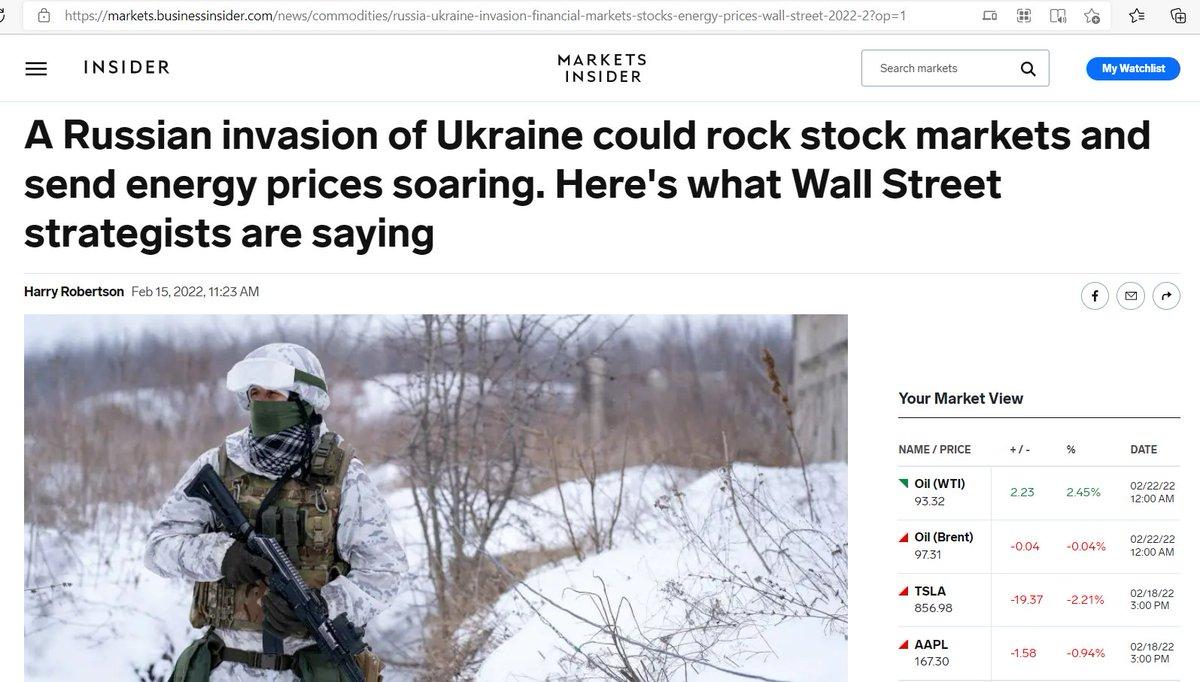 https://markets.businessinsider.com/news/commodities/russia-ukraine-invasion-financial-markets-stocks-energy-prices-wall-street-2022-2?op=1
INSIDER
MARKETS
INSIDER
Search markets
My Watchlist
A Russian invasion of Ukraine could rock stock markets and
send energy prices soaring. Here's what Wall Street
strategists are saying
Harry Robertson Feb 15, 2022, 11:23 AM
Your Market View
NAME / PRICE + / - % DATE
Oil (WTI)
93.32
2.23 2.45%
02/22/22
12:00 AM
Oil (Brent)
97.31
-0.04 -0.04%
02/22/22
12:00 AM
TSLA
856.98
-19.37 -2.21%
02/18/22
3:00 PM
AAPL
167.30
-1.58 -0.94%
02/18/22
3:00 PM